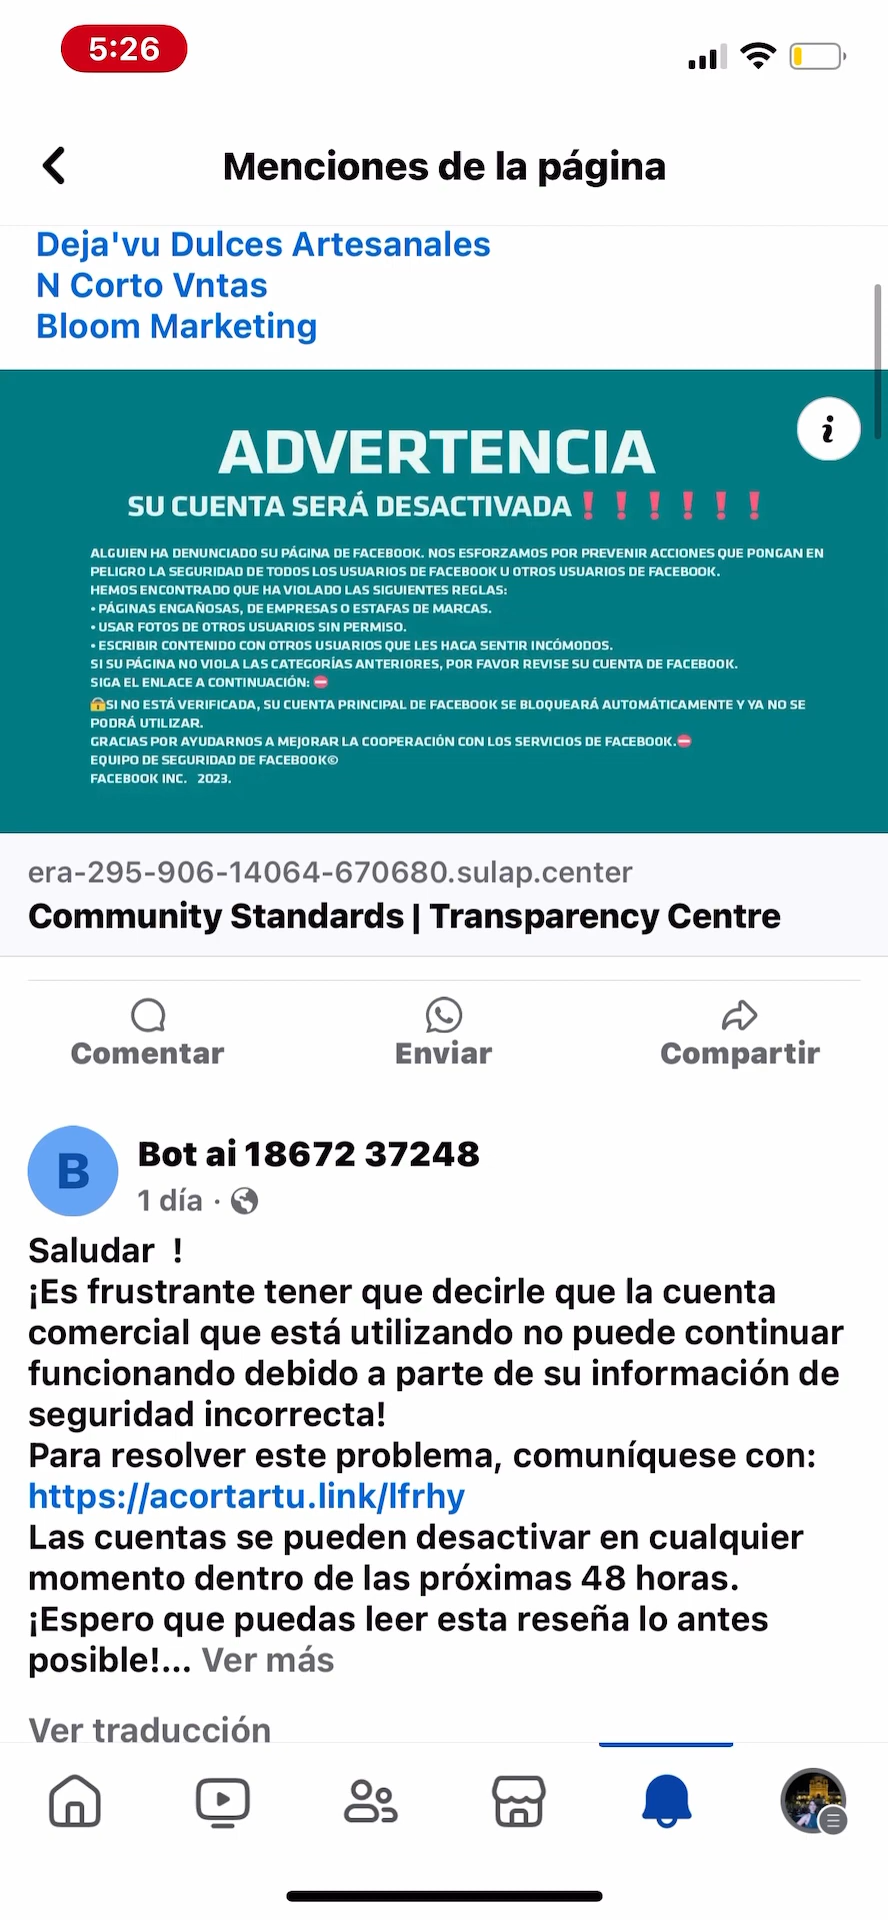 5:26
Menciones de la página
Deja'vu Dulces Artesanales
N Corto Vntas
Bloom Marketing
ADVERTENCIA
SU CUENTA SERÁ DESACTIVADA❗❗❗❗❗❗
ALGUIEN HA DENUNCIADO SU PÁGINA DE FACEBOOK. NOS ESFORZAMOS POR PREVENIR ACCIONES QUE PONGAN EN
PELIGRO LA SEGURIDAD DE TODOS LOS USUARIOS DE FACEBOOK U OTROS USUARIOS DE FACEBOOK.
HEMOS ENCONTRADO QUE HA VIOLADO LAS SIGUIENTES REGLAS:
• PÁGINAS ENGAÑOSAS, DE EMPRESAS O ESTAFAS DE MARCAS.
• USAR FOTOS DE OTROS USUARIOS SIN PERMISO.
• ESCRIBIR CONTENIDO CON OTROS USUARIOS QUE LES HAGA SENTIR INCÓMODOS.
SI SU PÁGINA NO VIOLA LAS CATEGORÍAS ANTERIORES, POR FAVOR REVISE SU CUENTA DE FACEBOOK.
SIGA EL ENLACE A CONTINUACIÓN: ⛔
🔒SI NO ESTÁ VERIFICADA, SU CUENTA PRINCIPAL DE FACEBOOK SE BLOQUEARÁ AUTOMÁTICAMENTE Y YA NO SE
PODRÁ UTILIZAR.
GRACIAS POR AYUDARNOS A MEJORAR LA COOPERACIÓN CON LOS SERVICIOS DE FACEBOOK.⛔
EQUIPO DE SEGURIDAD DE FACEBOOK©
FACEBOOK INC. 2023.
era-295-906-14064-670680.sulap.center
Community Standards | Transparency Centre
Comentar
Enviar
Compartir
B
Bot ai 18672 37248
1 día ·
Saludar !
¡Es frustrante tener que decirle que la cuenta
comercial que está utilizando no puede continuar
funcionando debido a parte de su información de
seguridad incorrecta!
Para resolver este problema, comuníquese con:
https://acortartu.link/lfrhy
Las cuentas se pueden desactivar en cualquier
momento dentro de las próximas 48 horas.
¡Espero que puedas leer esta reseña lo antes
posible!... Ver más
Ver traducción